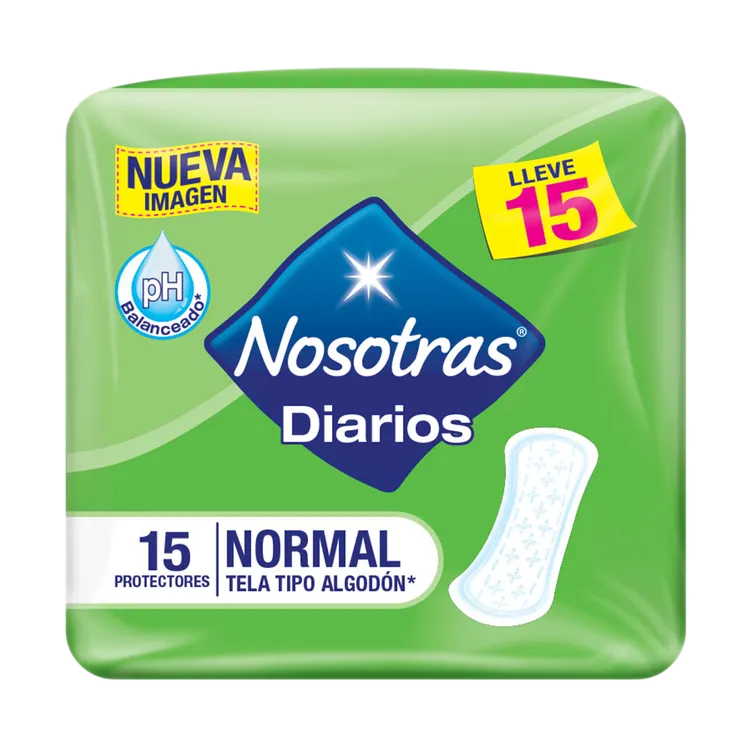 NUEVA
IMAGEN
LLEVE
15
pH
Balanceado*
Nosotras®
Diarios
15
PROTECTORES
NORMAL
TELA TIPO ALGODÓN*